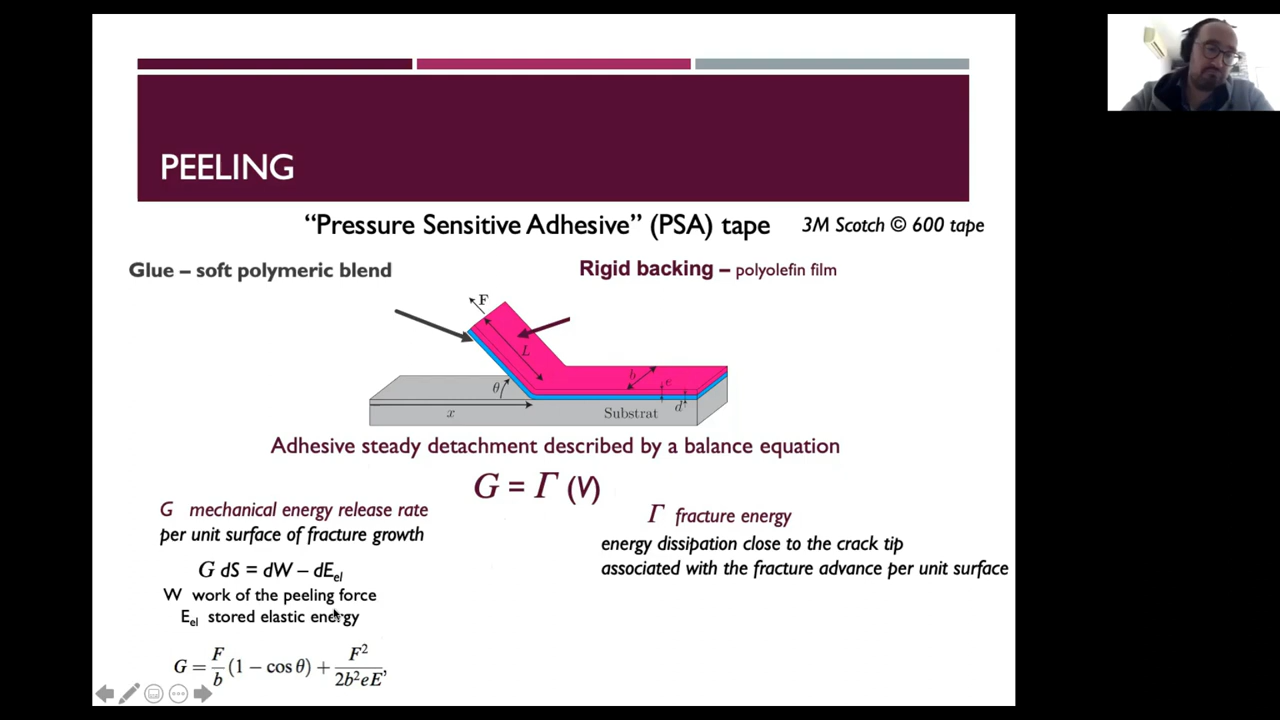 PEELING
“Pressure Sensitive Adhesive” (PSA) tape 3M Scotch © 600 tape
Glue – soft polymeric blend
Rigid backing – polyolefin film
F
L
b
e
θ
d
x
Substrat
Adhesive steady detachment described by a balance equation
G = Γ (V)
G mechanical energy release rate
per unit surface of fracture growth
G dS = dW – dEel
W work of the peeling force
Eel stored elastic energy
G = F/b (1 − cos θ) + F²/2b²eE,
Γ fracture energy
energy dissipation close to the crack tip
associated with the fracture advance per unit surface